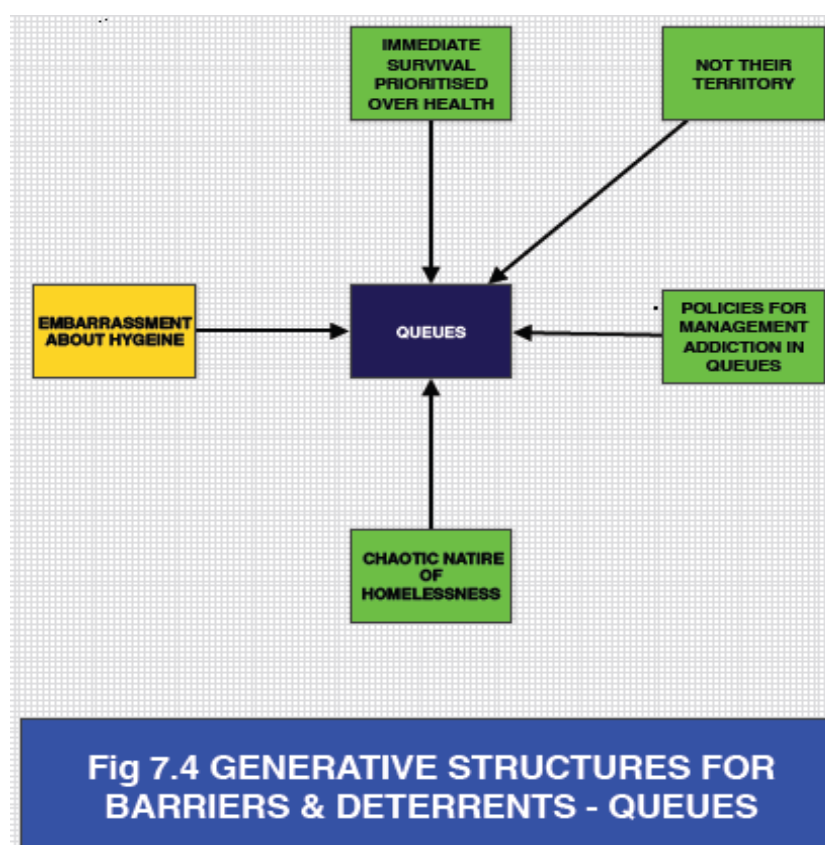 IMMEDIATE
SURVIVAL
PRIORITISED
OVER HEALTH
NOT THEIR
TERRITORY
EMBARRASSMENT
ABOUT HYGEINE
QUEUES
POLICIES FOR
MANAGEMENT
ADDICTION IN
QUEUES
CHAOTIC NATIRE
OF
HOMELESSNESS
Fig 7.4 GENERATIVE STRUCTURES FOR
BARRIERS & DETERRENTS - QUEUES